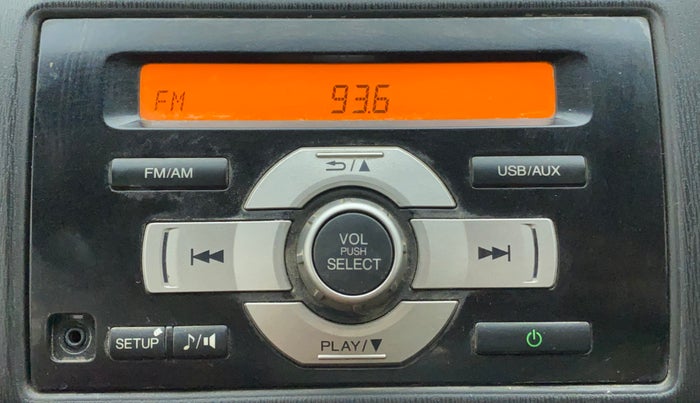 FM 93.6
FM/AM
USB/AUX
VOL
PUSH
SELECT
SETUP
PLAY/